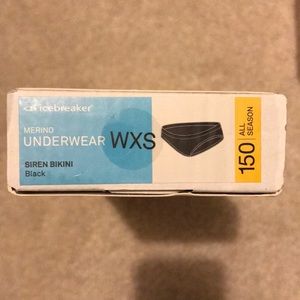 icebreaker
MERINO
UNDERWEAR WXS
SIREN BIKINI
Black
150 ALL
SEASON